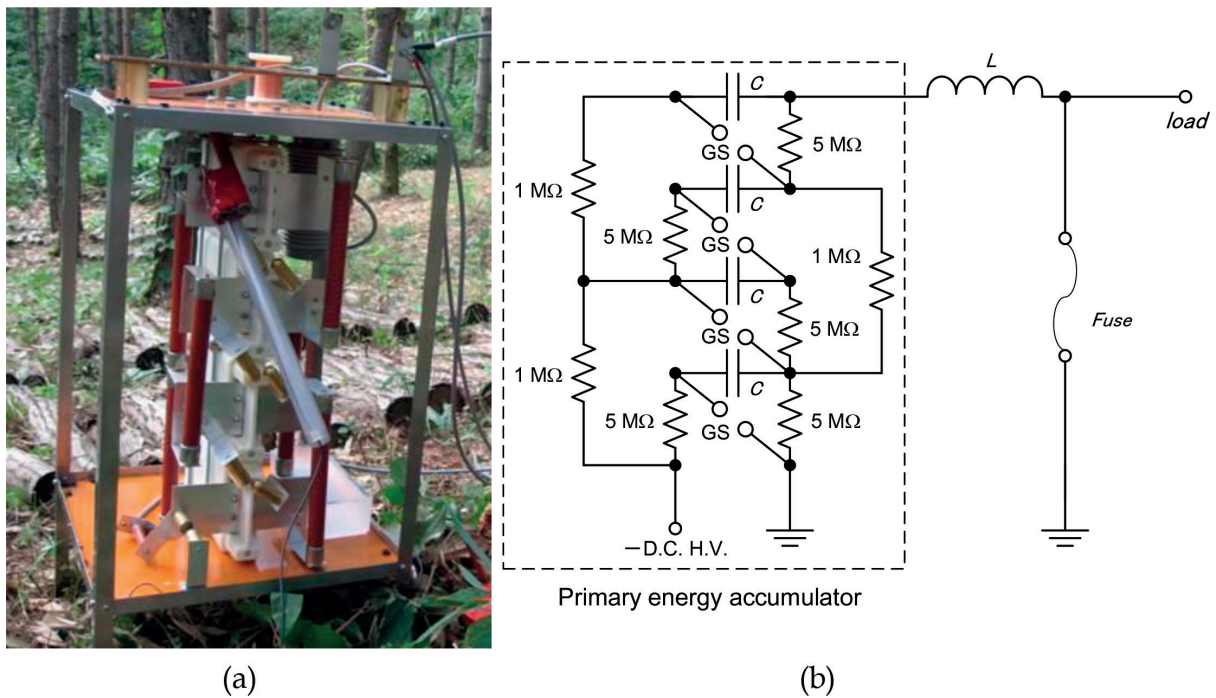 C
L
load
GS
5 MΩ
1 MΩ
C
5 MΩ
GS
1 MΩ
C
GS
5 MΩ
Fuse
1 MΩ
C
5 MΩ
GS
5 MΩ
−D.C. H.V.
Primary energy accumulator
(a)
(b)